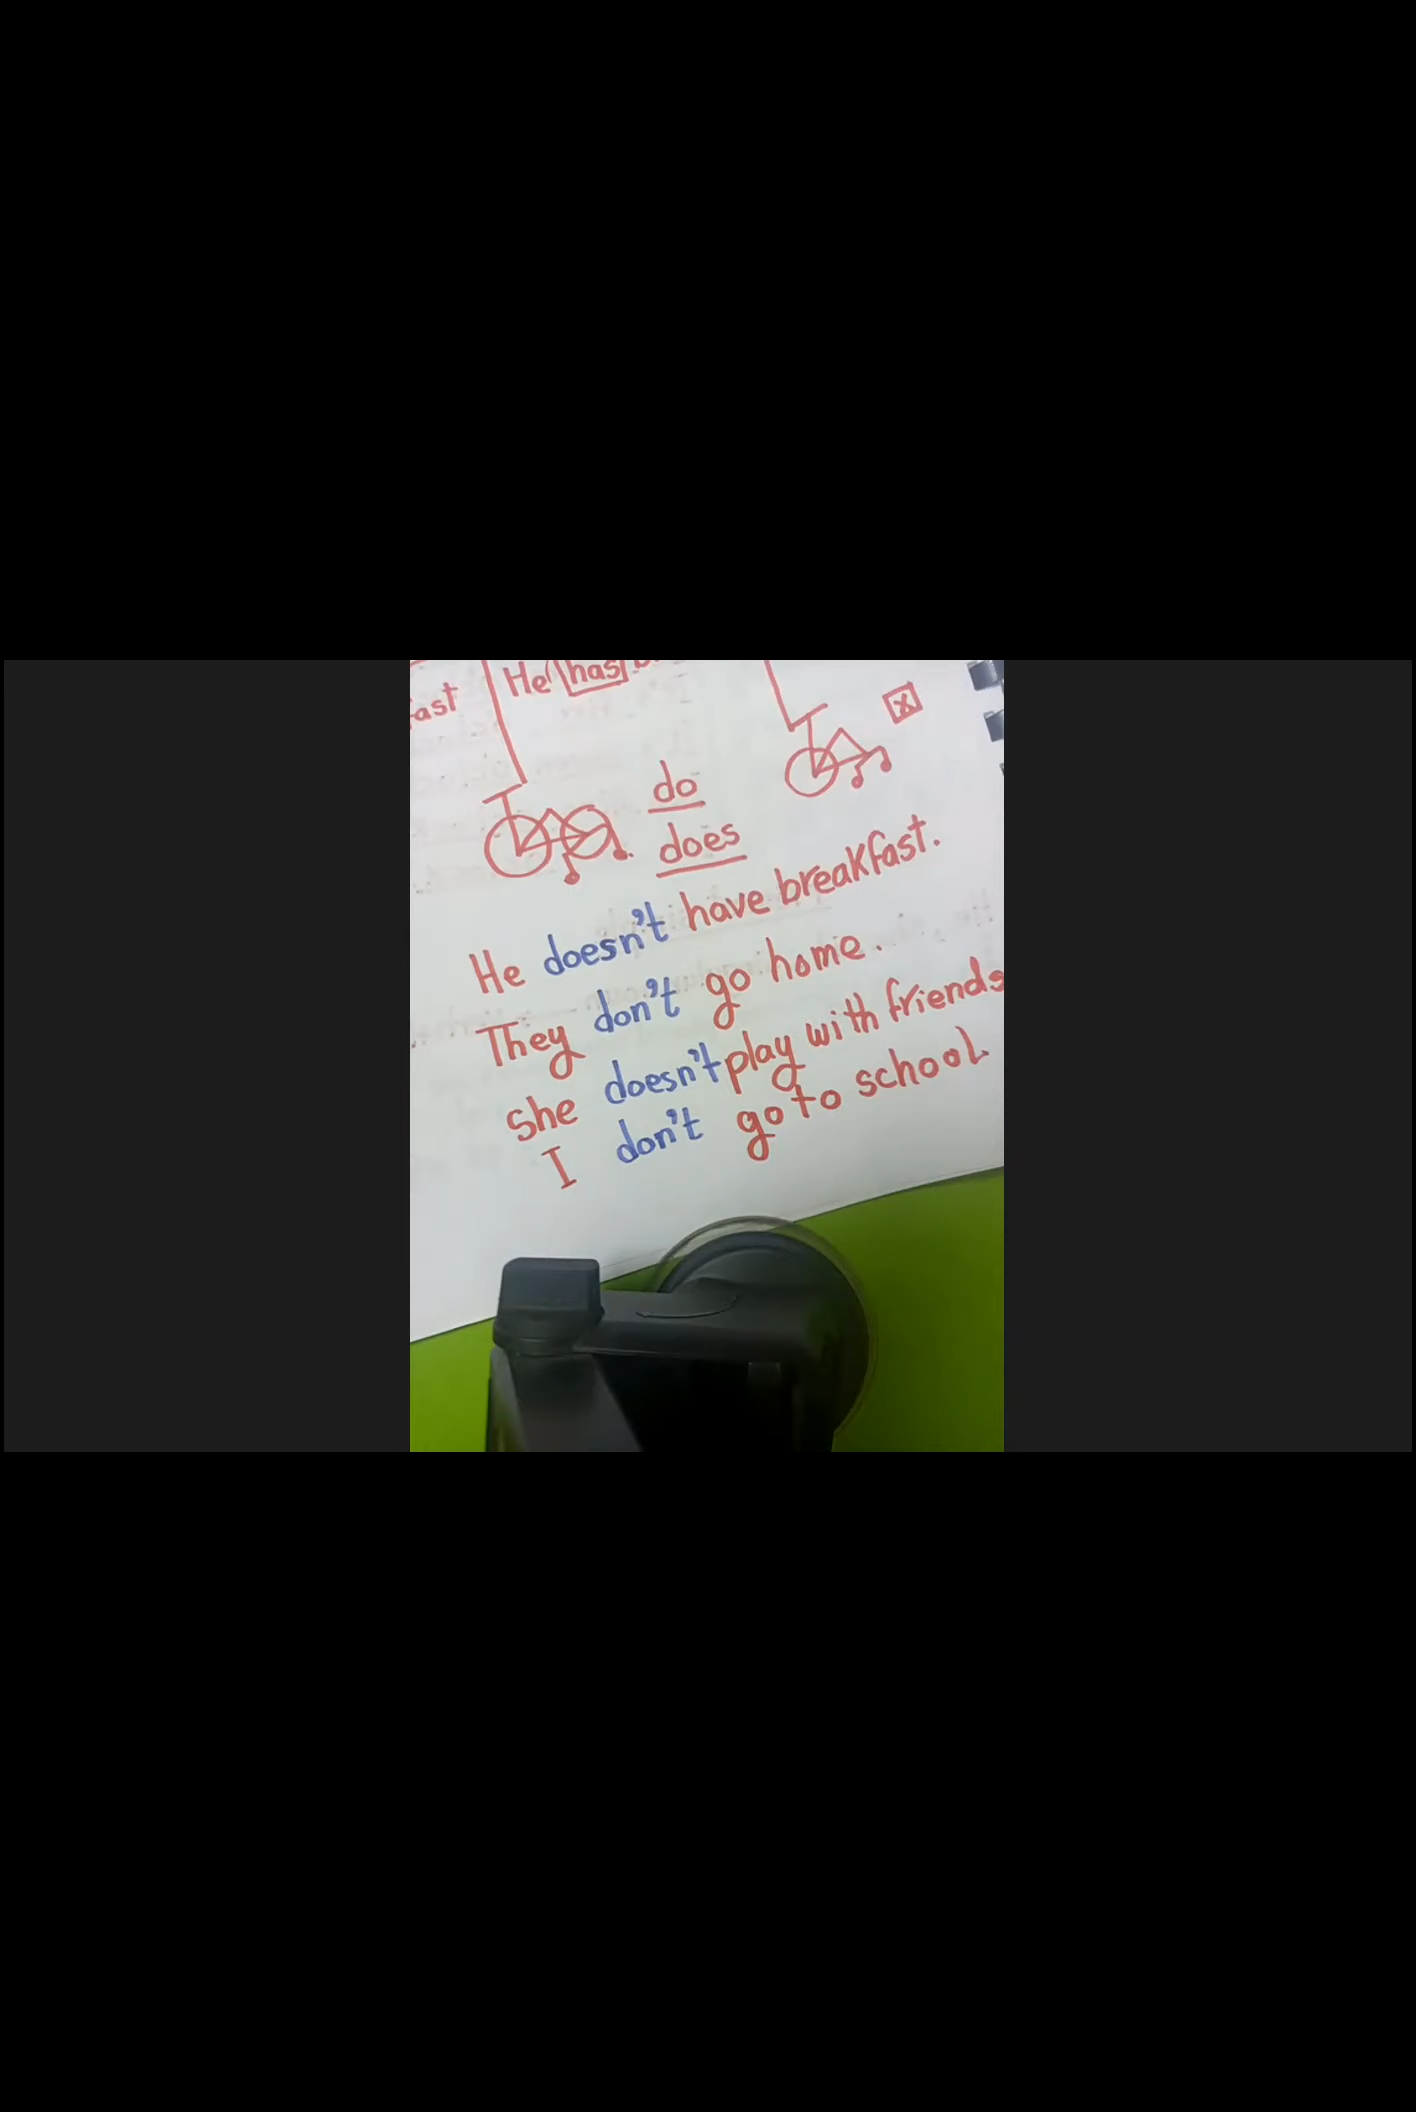 ast
He has
do
does
He doesn't have breakfast.
They don't go home.
She doesn't play with friends
I don't go to school.